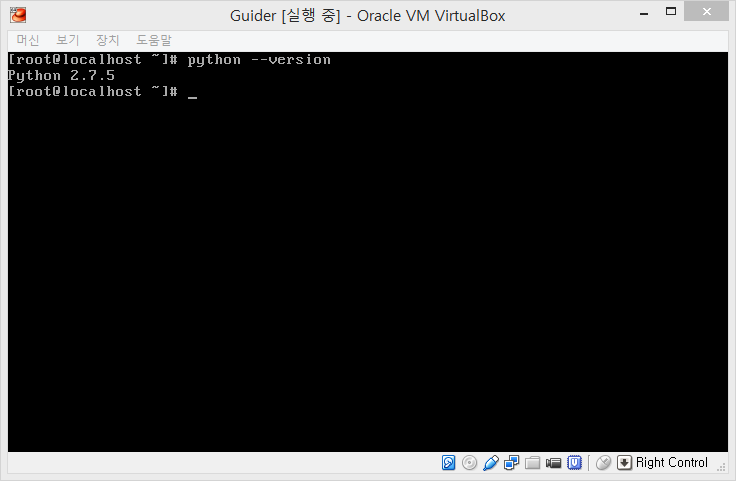 Guider [실행 중] - Oracle VM VirtualBox
머신 보기 장치 도움말
[root@localhost ~]# python --version
Python 2.7.5
[root@localhost ~]# _
Right Control